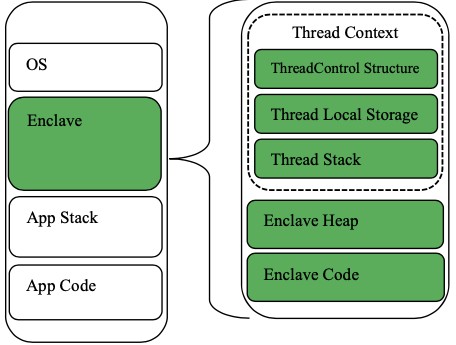 OS
Enclave
App Stack
App Code
Thread Context
ThreadControl Structure
Thread Local Storage
Thread Stack
Enclave Heap
Enclave Code